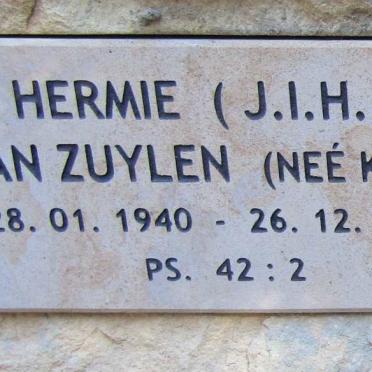 HERMIE ( J.I.H.
AN ZUYLEN (NEÉ K
28. 01. 1940 - 26. 12.
PS. 42 : 2